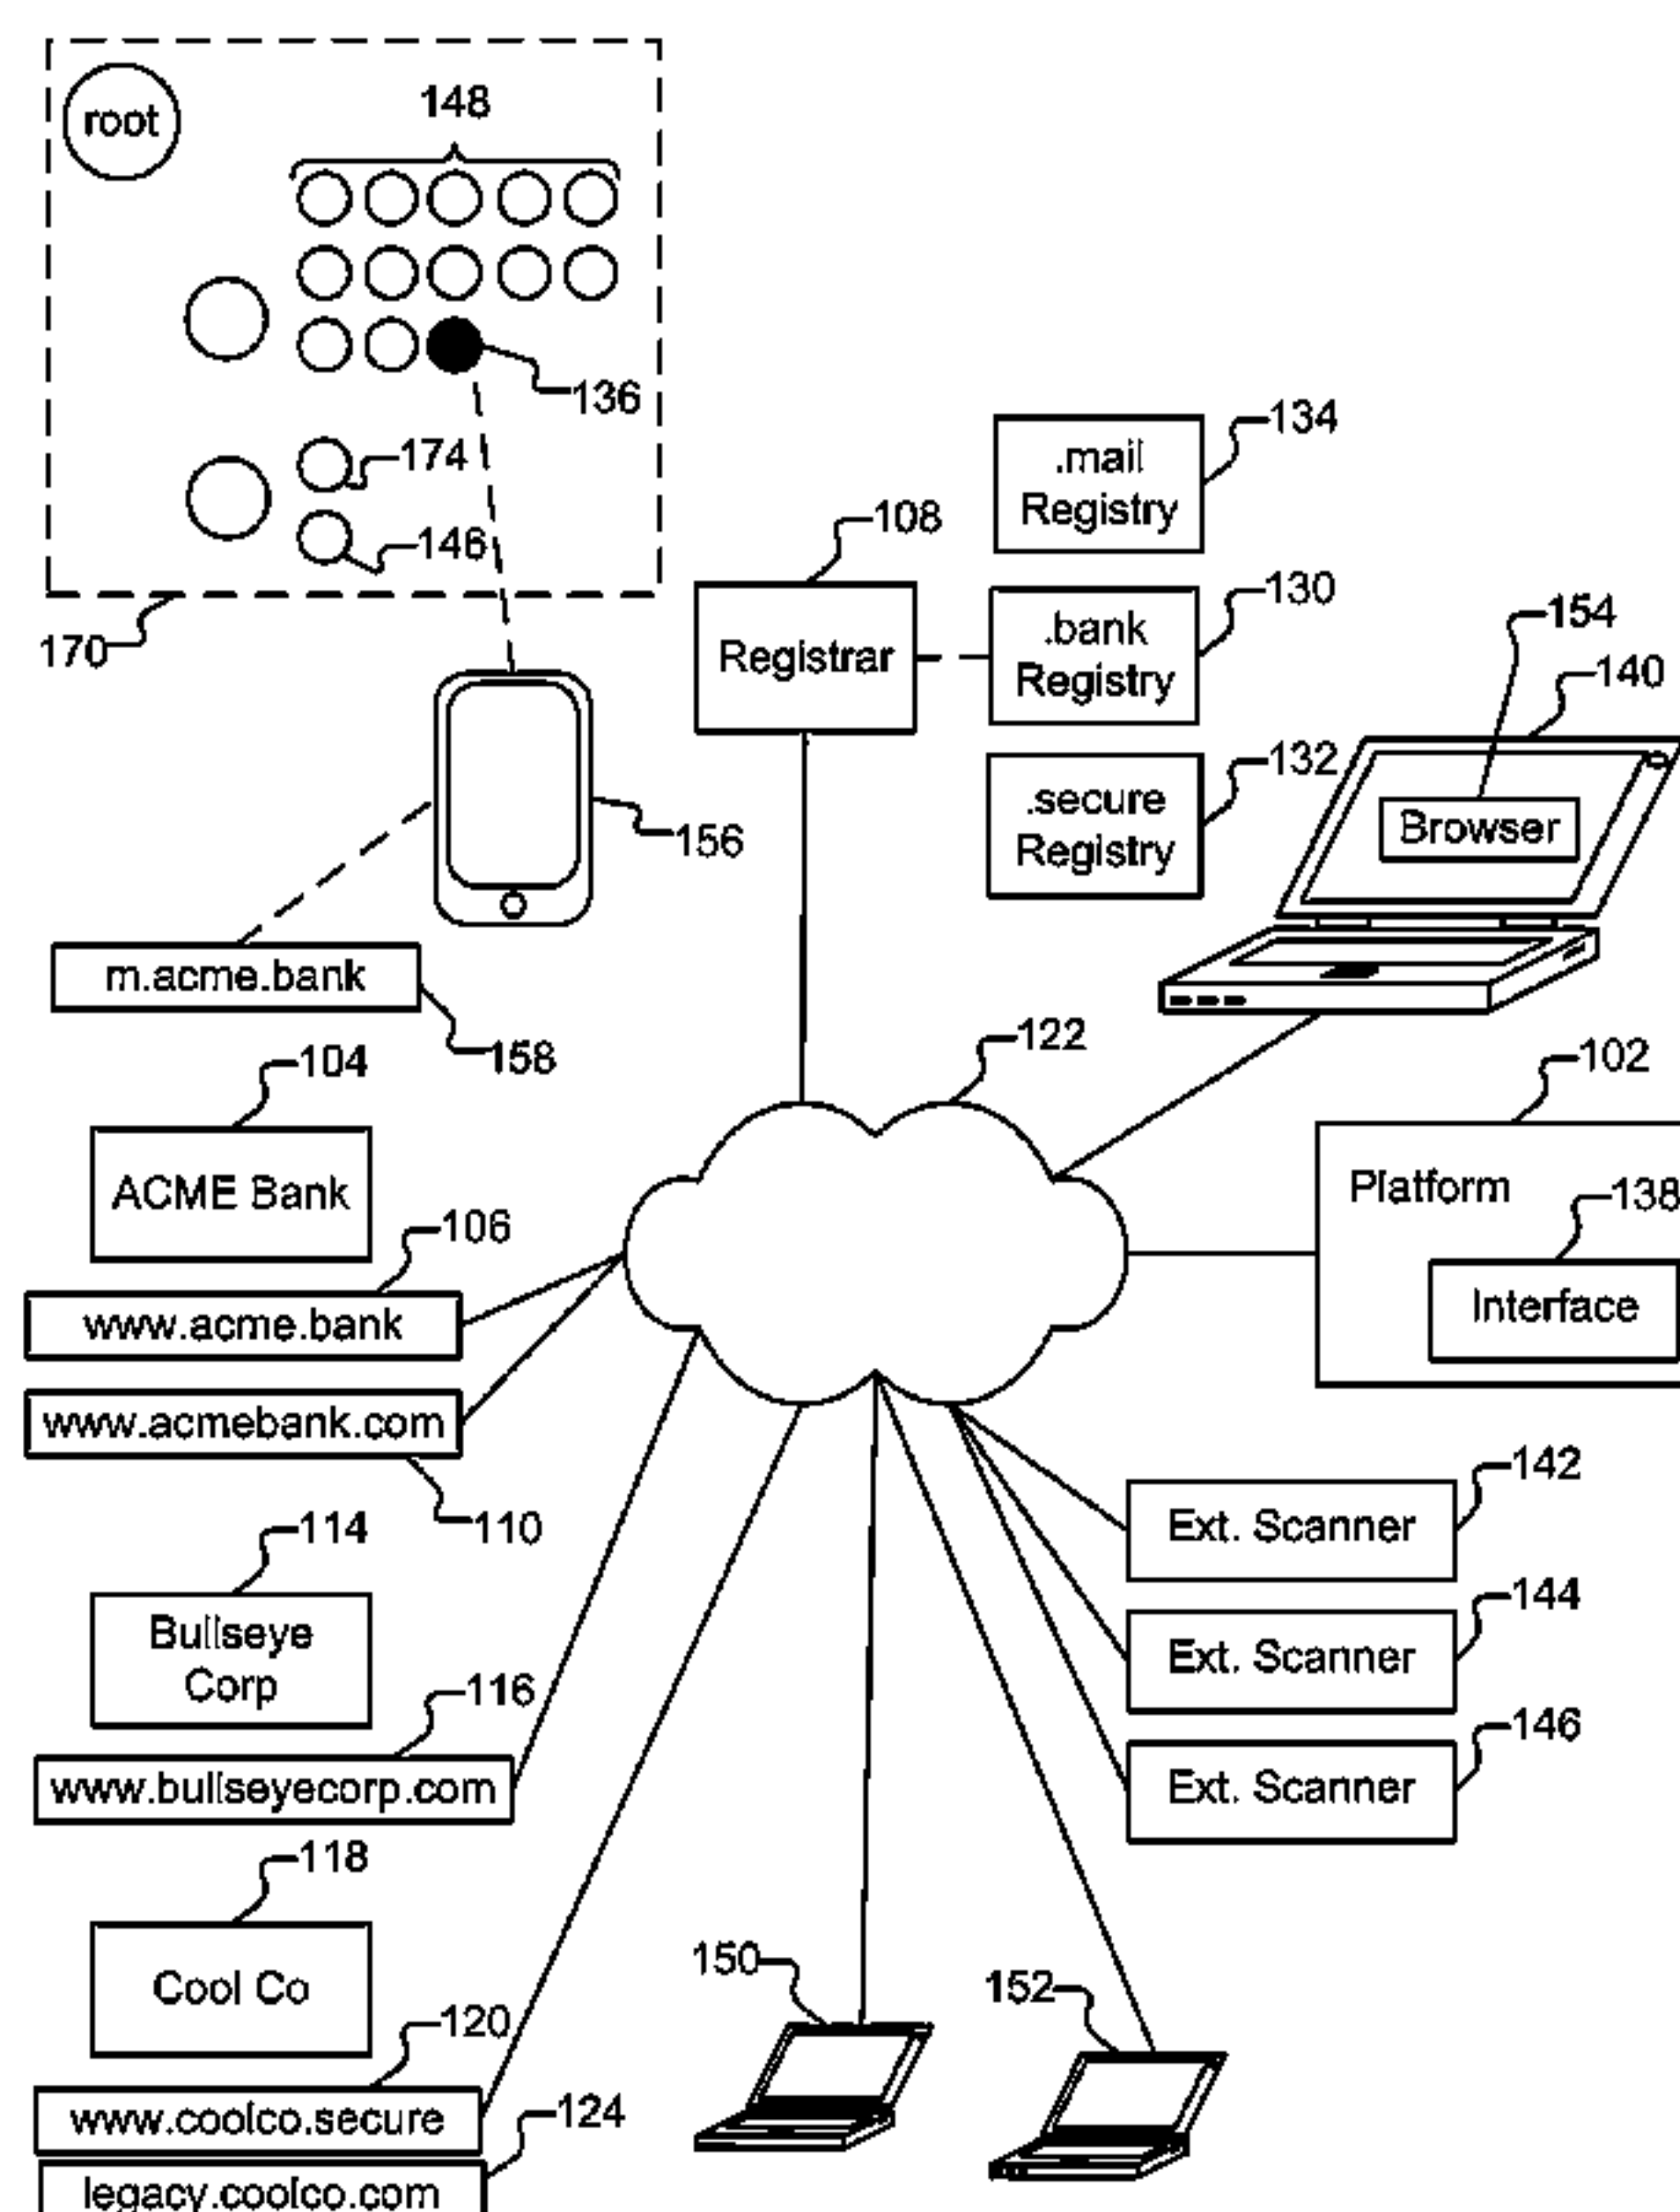 root
148
136
174
146
170
134
.mail
Registry
108
Registrar
130
.bank
Registry
132
.secure
Registry
154
140
Browser
156
m.acme.bank
158
122
104
ACME Bank
106
www.acme.bank
www.acmebank.com
110
102
Platform
138
Interface
142
Ext. Scanner
144
Ext. Scanner
146
Ext. Scanner
114
Bullseye
Corp
116
www.bullseyecorp.com
118
Cool Co
120
www.coolco.secure
124
legacy.coolco.com
150
152